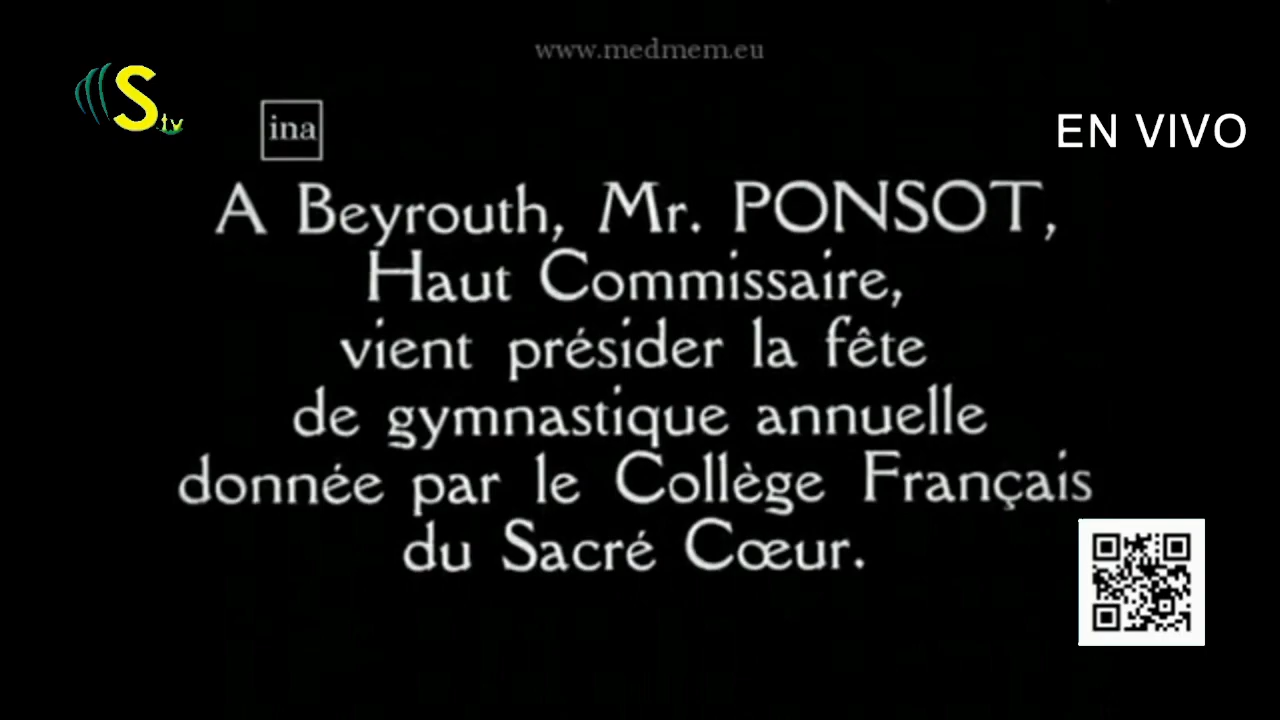 www.medmem.eu
S.tv
ina
EN VIVO
A Beyrouth, Mr. PONSOT,
Haut Commissaire,
vient présider la fête
de gymnastique annuelle
donnée par le Collège Français
du Sacré Cœur.